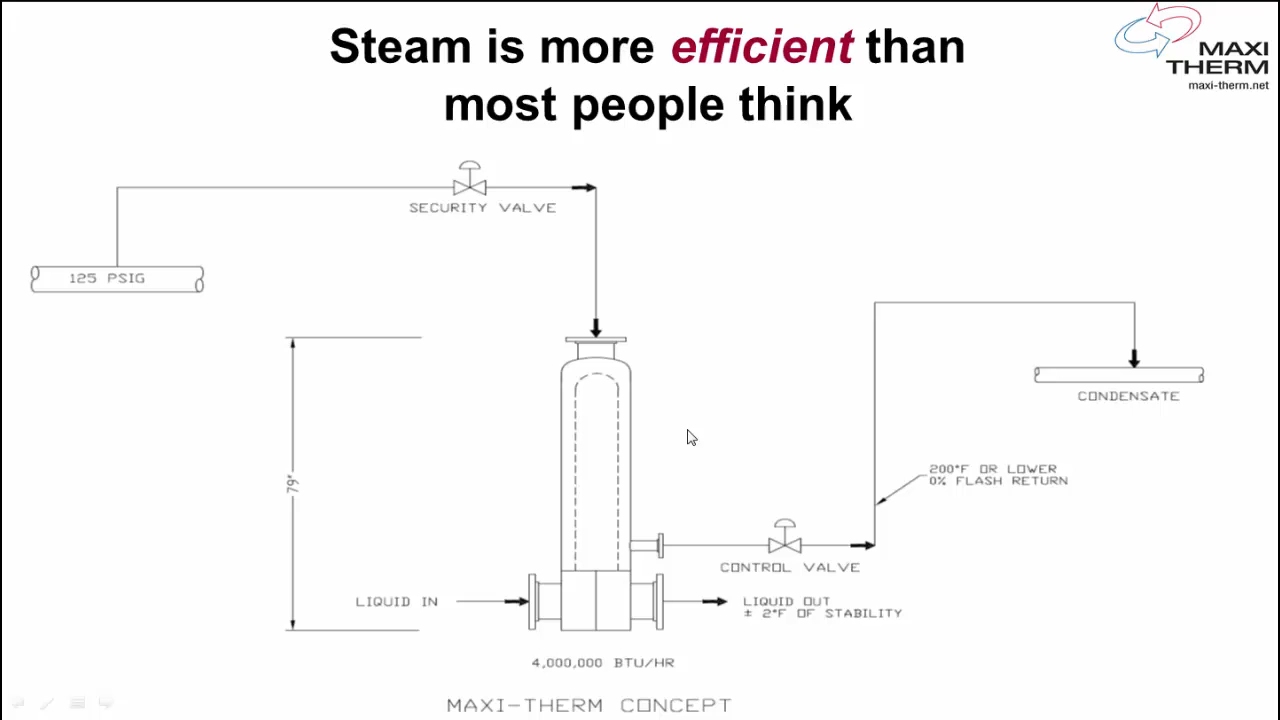 Steam is more efficient than
most people think
MAXI
THERM
maxi-therm.net
SECURITY VALVE
125 PSIG
CONDENSATE
79"
200°F OR LOWER
0% FLASH RETURN
CONTROL VALVE
LIQUID IN
LIQUID OUT
± 2°F OF STABILITY
4,000,000 BTU/HR
MAXI-THERM CONCEPT